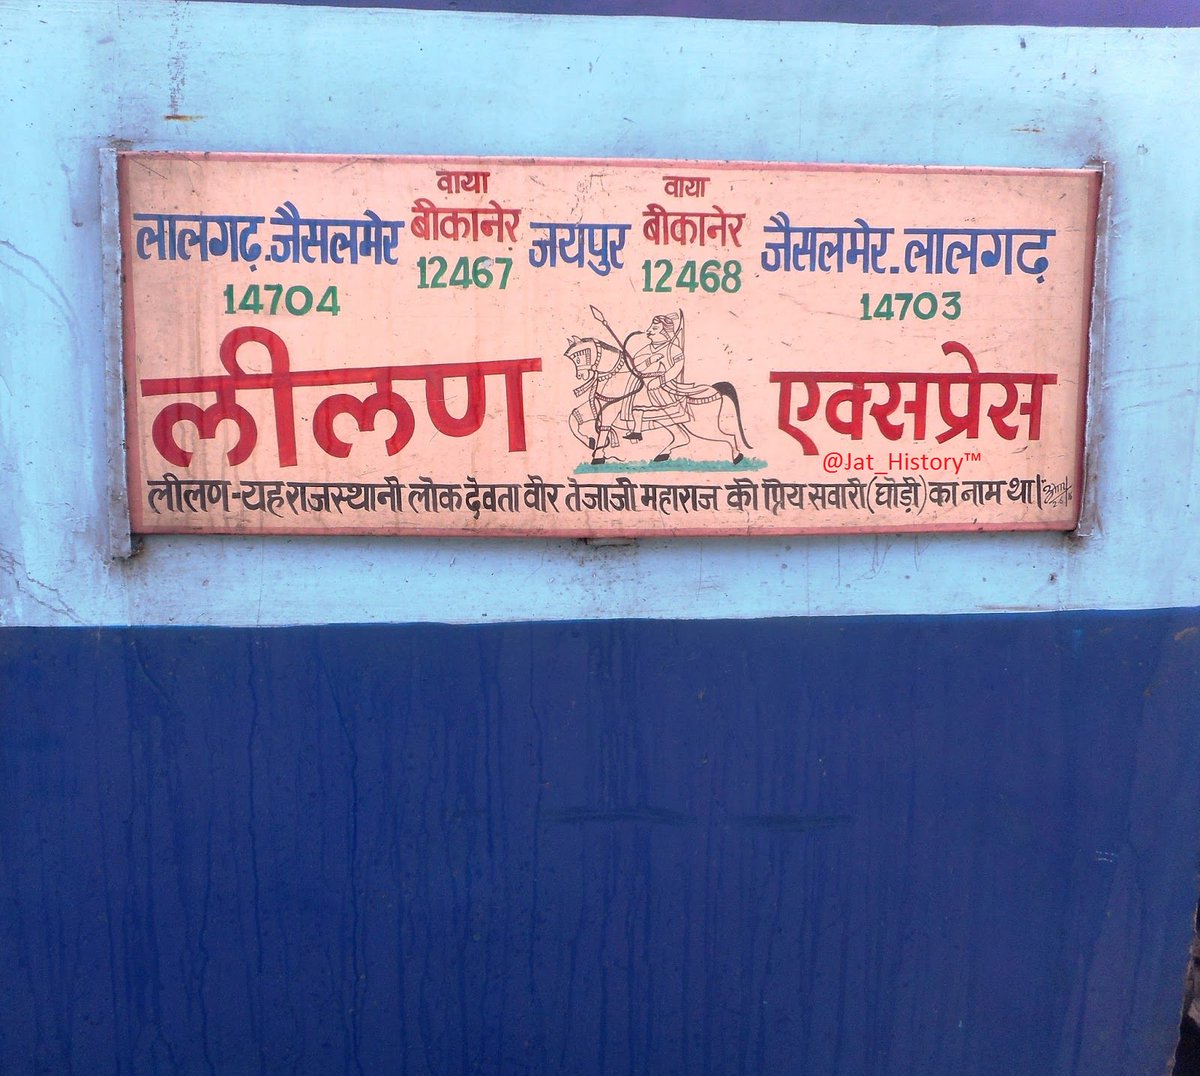 वाया वाया
लालगढ़.जैसलमेर बीकानेर जयपुर बीकानेर जैसलमेर.लालगढ़
14704 12467 12468 14703
लीलण एक्सप्रेस
@Jat_History™
लीलण-यह राजस्थानी लोक देवता वीर तेजाजी महाराज की प्रिय सवारी(घोड़ी) का नाम था।